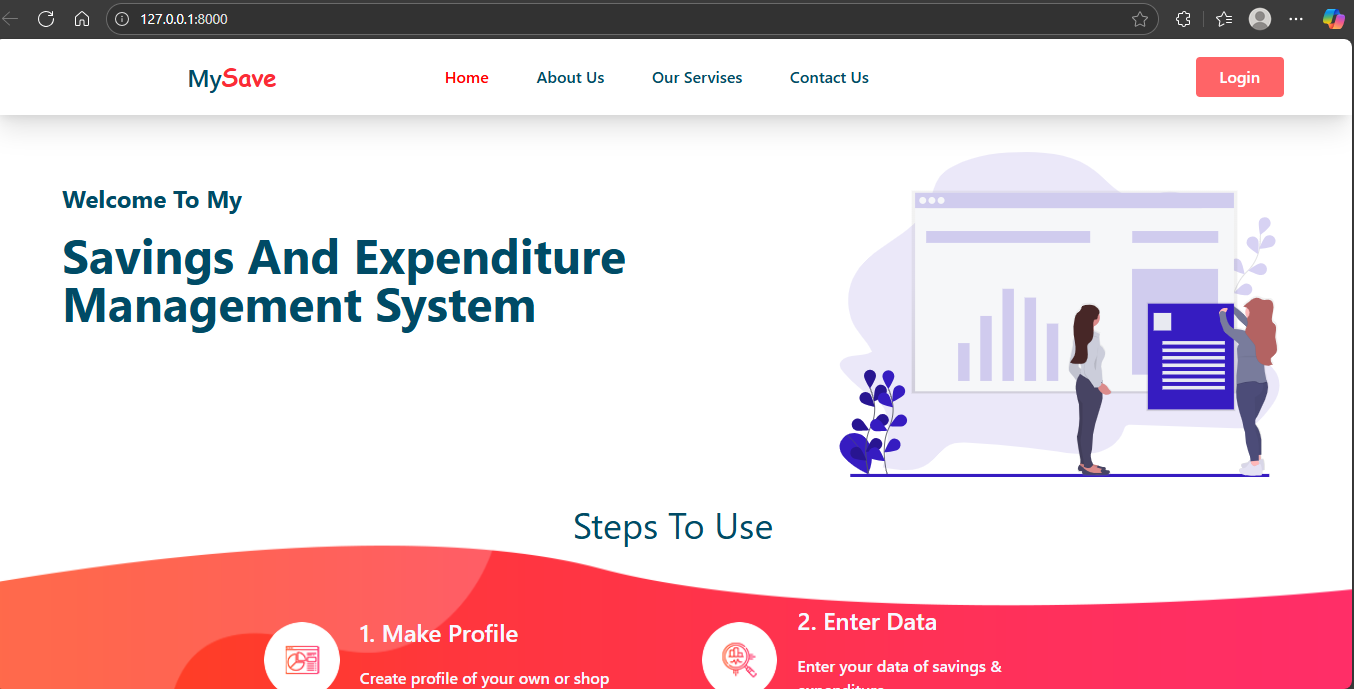 127.0.0.1:8000
MySave
Home
About Us
Our Servises
Contact Us
Login
Welcome To My
Savings And Expenditure
Management System
Steps To Use
1. Make Profile
Create profile of your own or shop
2. Enter Data
Enter your data of savings &
expenditure